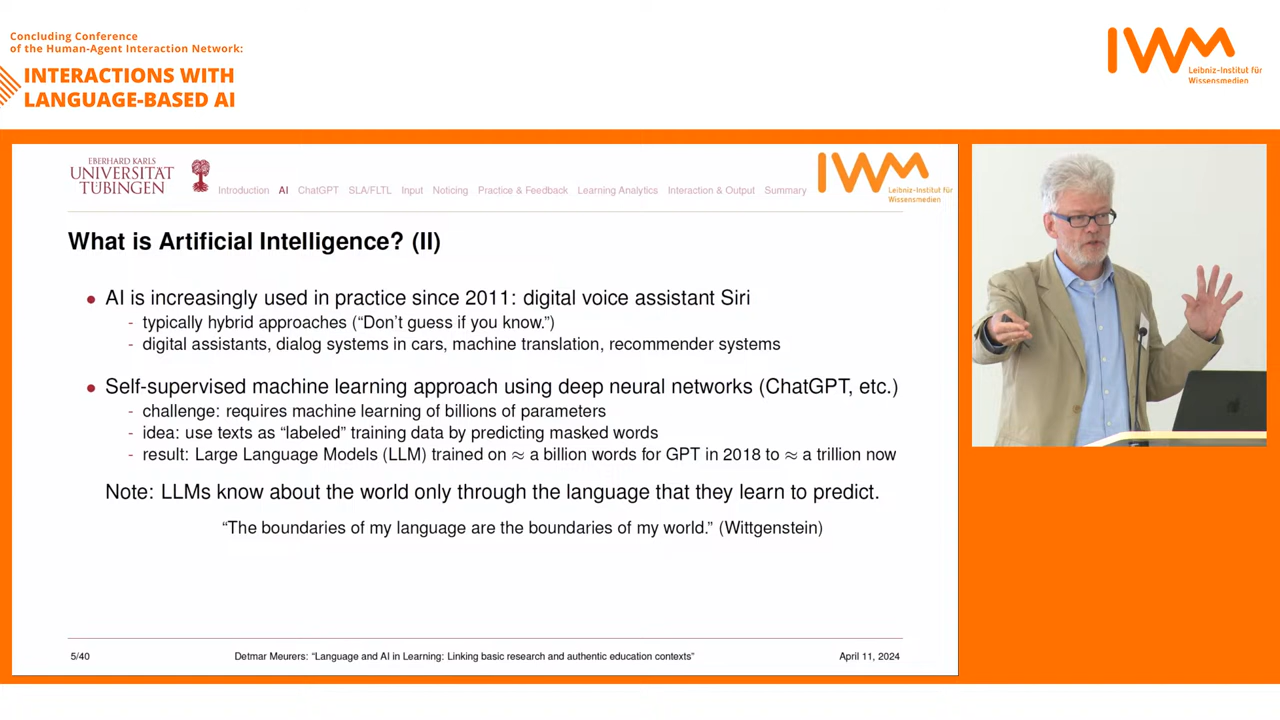 Concluding Conference
of the Human-Agent Interaction Network:
INTERACTIONS WITH
LANGUAGE-BASED AI
IWM
Leibniz-Institut für
Wissensmedien
EBERHARD KARLS
UNIVERSITÄT
TÜBINGEN
Introduction AI ChatGPT SLA/FLTL Input Noticing Practice & Feedback Learning Analytics Interaction & Output Summary
IWM
Leibniz-Institut für
Wissensmedien
What is Artificial Intelligence? (II)
• AI is increasingly used in practice since 2011: digital voice assistant Siri
- typically hybrid approaches (“Don’t guess if you know.”)
- digital assistants, dialog systems in cars, machine translation, recommender systems
• Self-supervised machine learning approach using deep neural networks (ChatGPT, etc.)
- challenge: requires machine learning of billions of parameters
- idea: use texts as “labeled” training data by predicting masked words
- result: Large Language Models (LLM) trained on ≈ a billion words for GPT in 2018 to ≈ a trillion now
Note: LLMs know about the world only through the language that they learn to predict.
“The boundaries of my language are the boundaries of my world.” (Wittgenstein)
5/40 Detmar Meurers: “Language and AI in Learning: Linking basic research and authentic education contexts” April 11, 2024